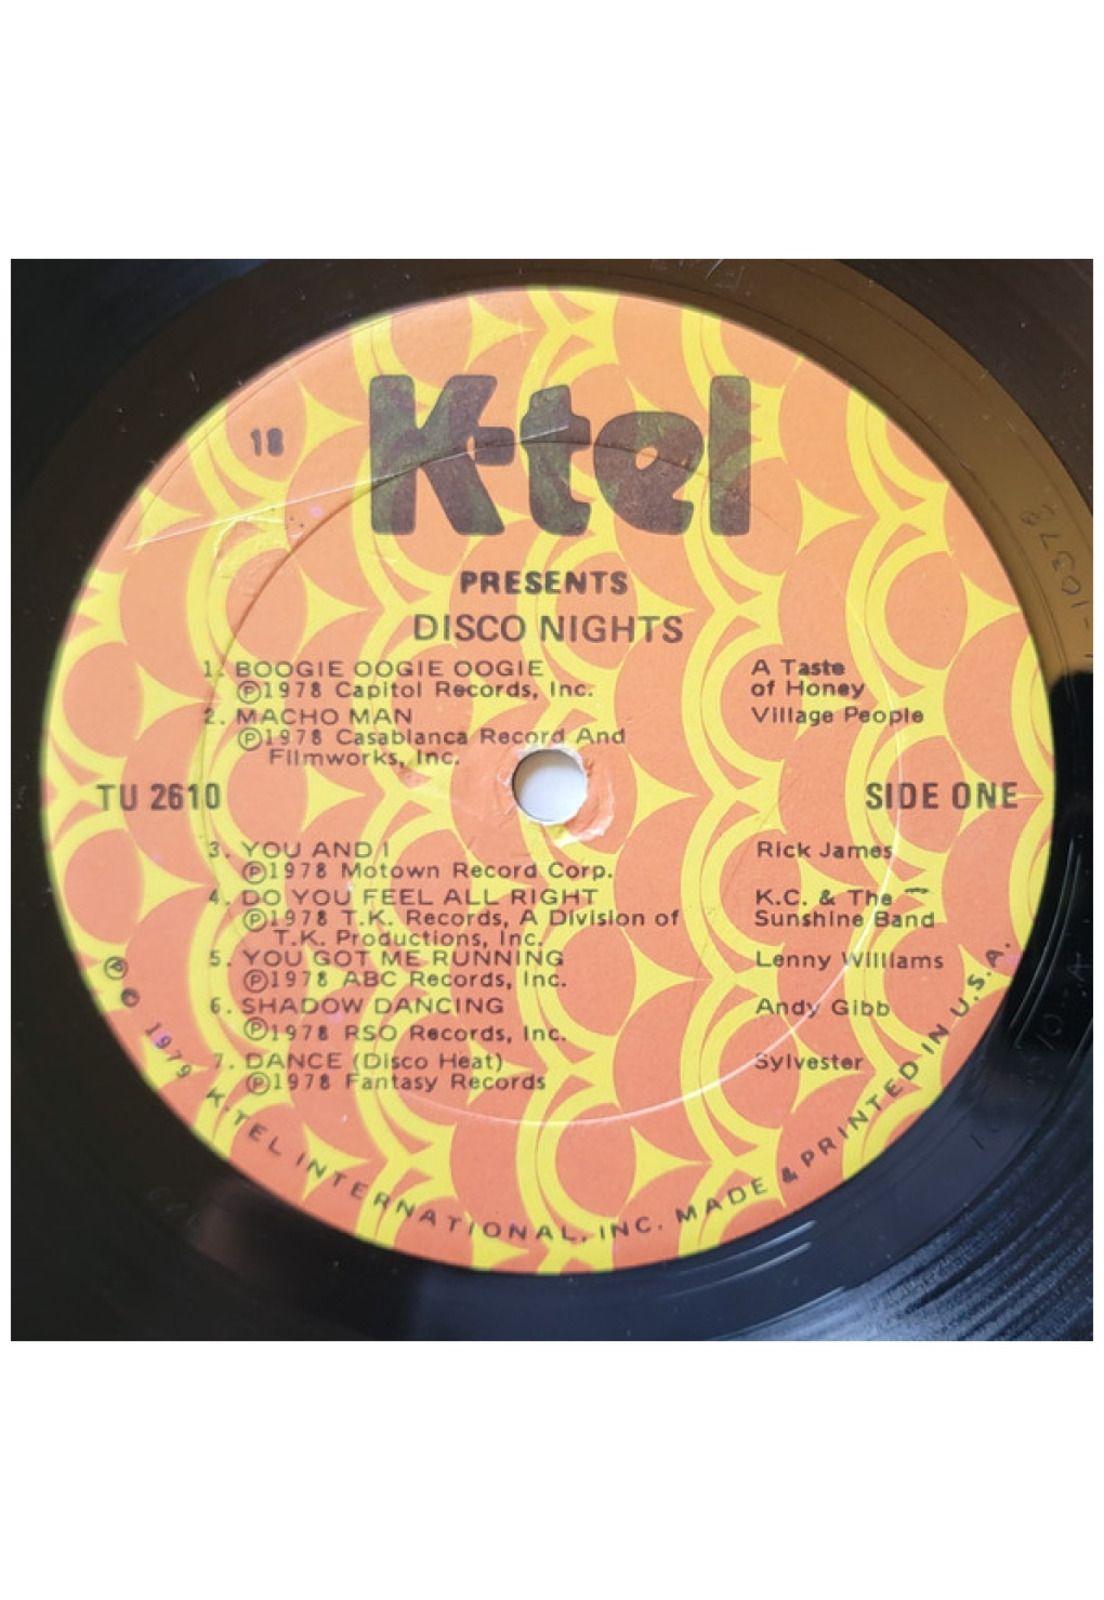 K-tel
18
PRESENTS
DISCO NIGHTS
1. BOOGIE OOGIE OOGIE A Taste
℗1978 Capitol Records, Inc. of Honey
2. MACHO MAN Village People
℗1978 Casablanca Record And
Filmworks, Inc.
TU 2610 SIDE ONE
3. YOU AND I Rick James
℗1978 Motown Record Corp.
4. DO YOU FEEL ALL RIGHT K.C. & The
℗1978 T.K. Records, A Division of Sunshine Band
T.K. Productions, Inc.
5. YOU GOT ME RUNNING Lenny Williams
℗1978 ABC Records, Inc.
6. SHADOW DANCING Andy Gibb
℗1978 RSO Records, Inc.
7. DANCE (Disco Heat) Sylvester
℗1978 Fantasy Records
℗ © 1979 K-TEL INTERNATIONAL, INC. MADE & PRINTED IN U.S.A.